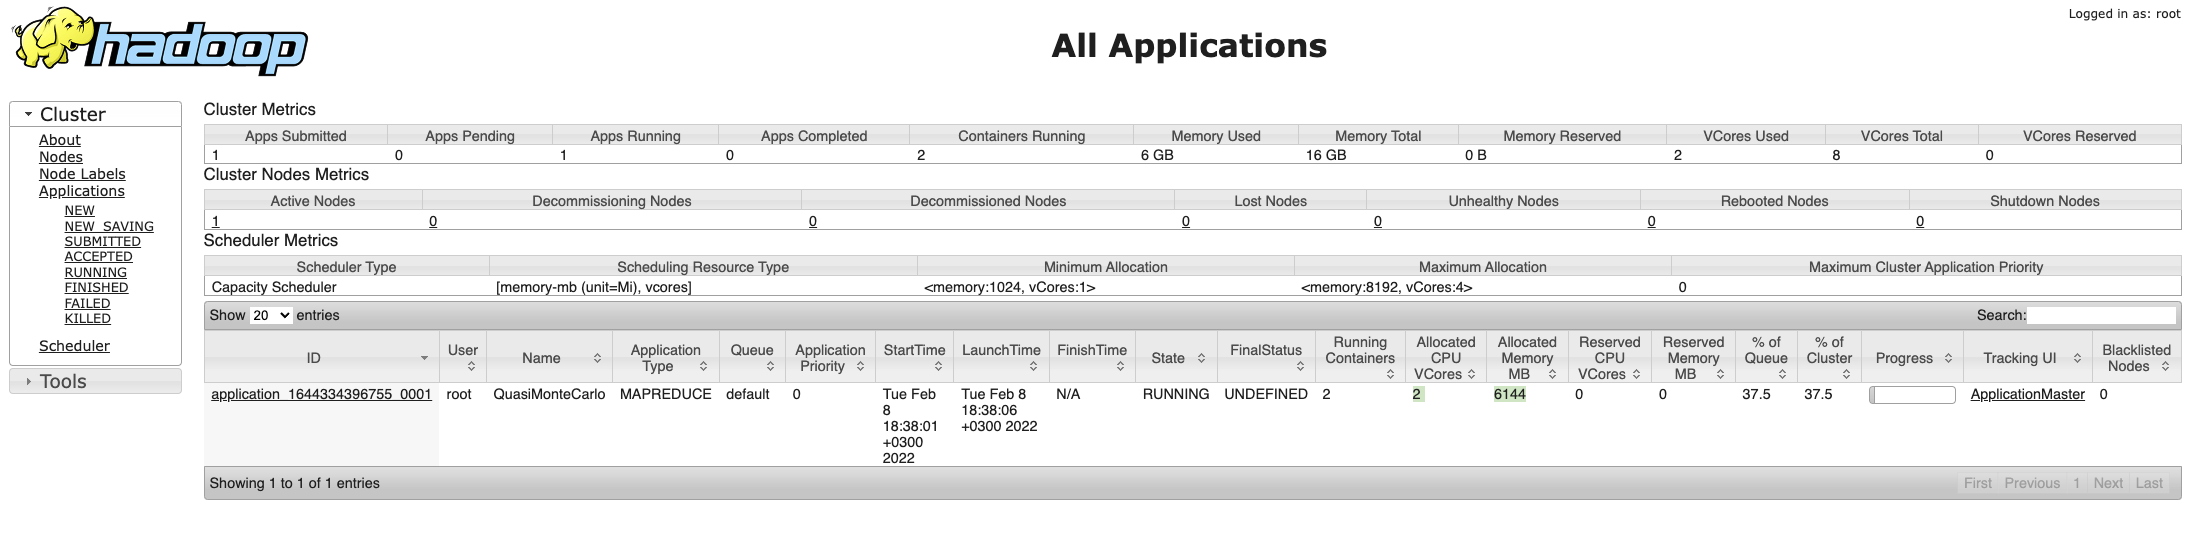 Logged in as: root
hadoop
All Applications
Cluster
About
Nodes
Node Labels
Applications
NEW
NEW_SAVING
SUBMITTED
ACCEPTED
RUNNING
FINISHED
FAILED
KILLED
Scheduler
Tools
Cluster Metrics
Apps Submitted Apps Pending Apps Running Apps Completed Containers Running Memory Used Memory Total Memory Reserved VCores Used VCores Total VCores Reserved
1 0 1 0 2 6 GB 16 GB 0 B 2 8 0
Cluster Nodes Metrics
Active Nodes Decommissioning Nodes Decommissioned Nodes Lost Nodes Unhealthy Nodes Rebooted Nodes Shutdown Nodes
1 0 0 0 0 0 0
Scheduler Metrics
Scheduler Type Scheduling Resource Type Minimum Allocation Maximum Allocation Maximum Cluster Application Priority
Capacity Scheduler [memory-mb (unit=Mi), vcores] <memory:1024, vCores:1> <memory:8192, vCores:4> 0
Show 20 entries Search:
ID User Name Application Type Queue Application Priority StartTime LaunchTime FinishTime State FinalStatus Running Containers Allocated CPU VCores Allocated Memory MB Reserved CPU VCores Reserved Memory MB % of Queue % of Cluster Progress Tracking UI Blacklisted Nodes
application_1644334396755_0001 root QuasiMonteCarlo MAPREDUCE default 0 Tue Feb 8 18:38:01 +0300 2022 Tue Feb 8 18:38:06 +0300 2022 N/A RUNNING UNDEFINED 2 2 6144 0 0 37.5 37.5 ApplicationMaster 0
Showing 1 to 1 of 1 entries First Previous 1 Next Last